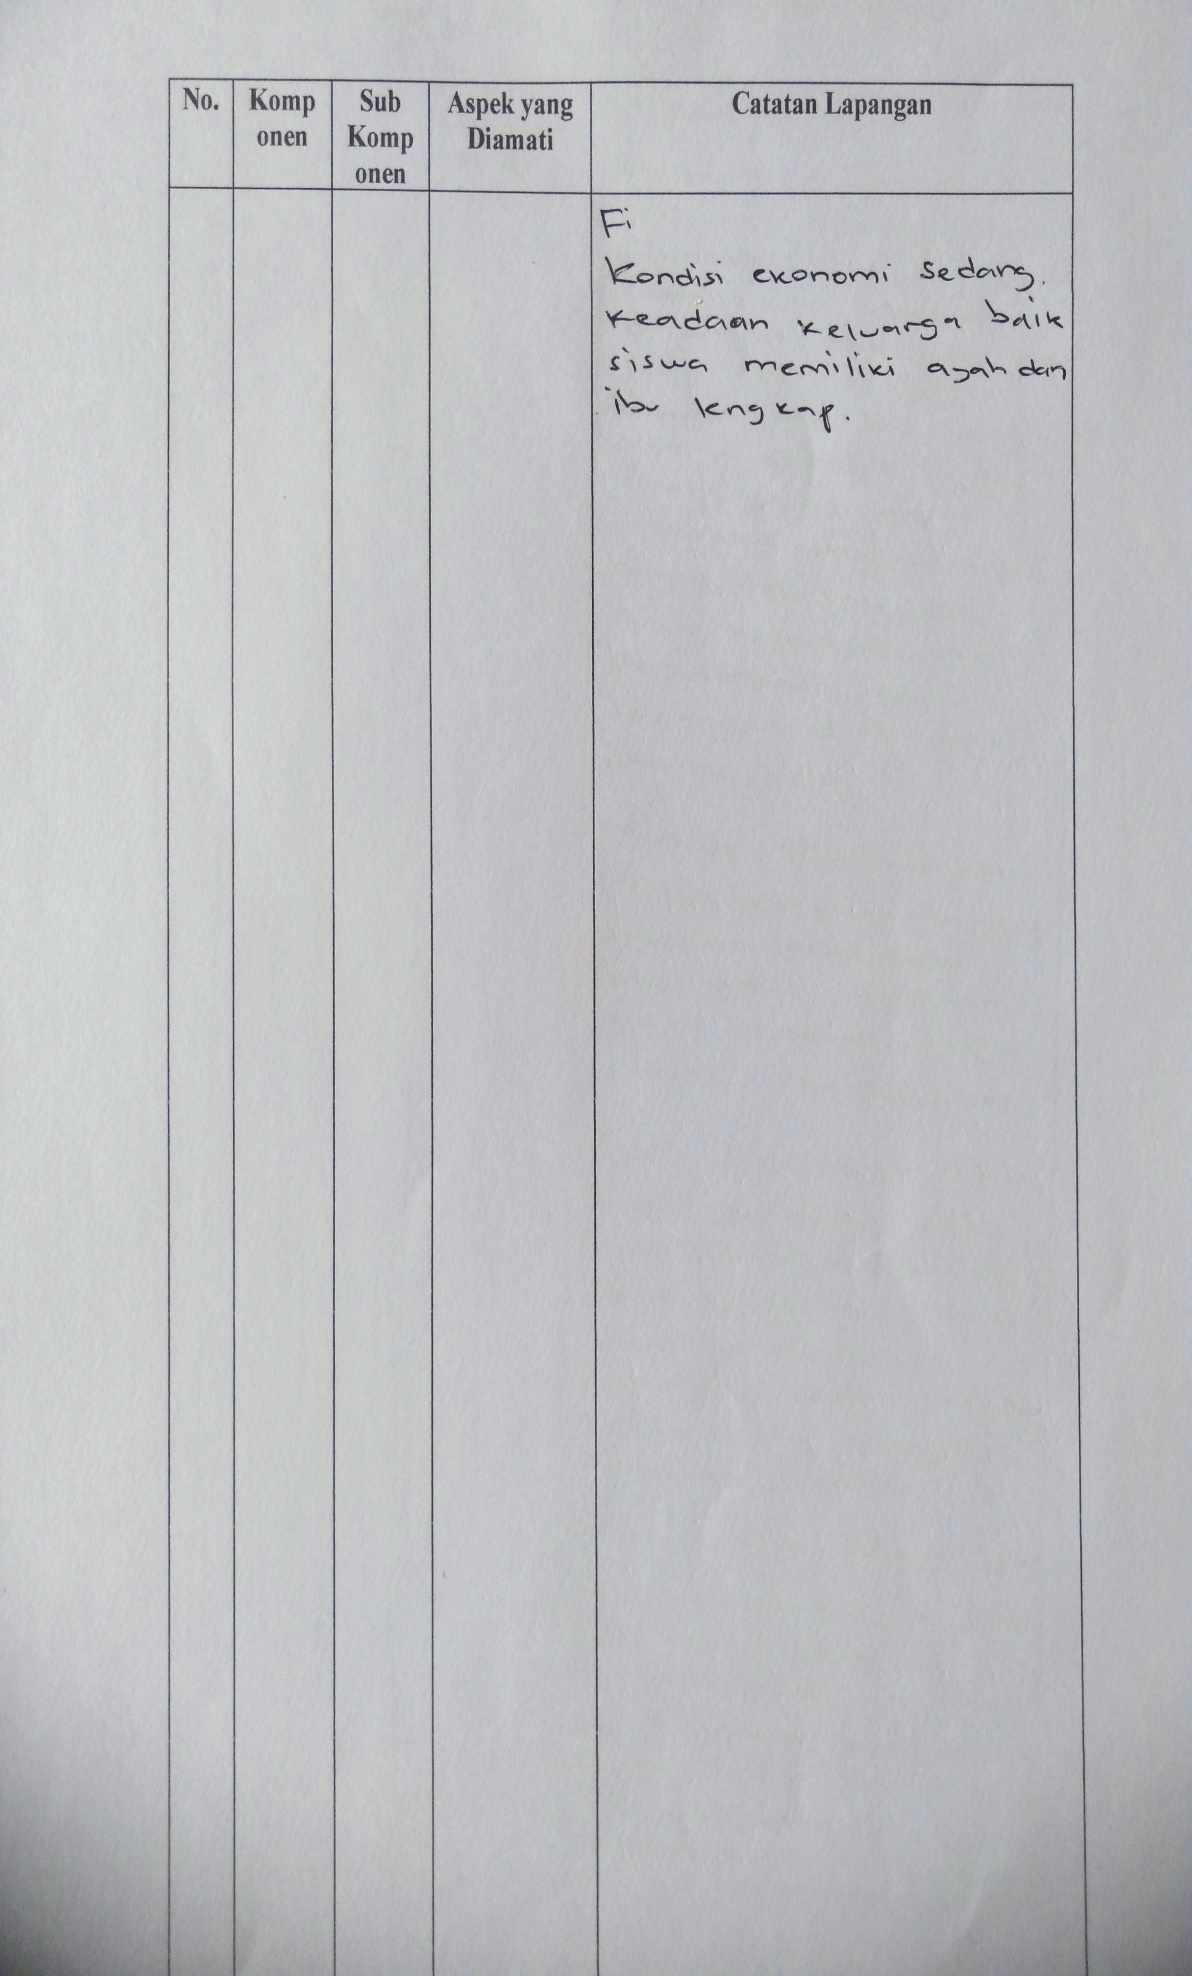 No. Komp Sub Aspek yang Catatan Lapangan
onen Komp Diamati
onen
Fi
Kondisi ekonomi sedang.
Keadaan keluarga baik
siswa memiliki ayah dan
ibu lengkap.